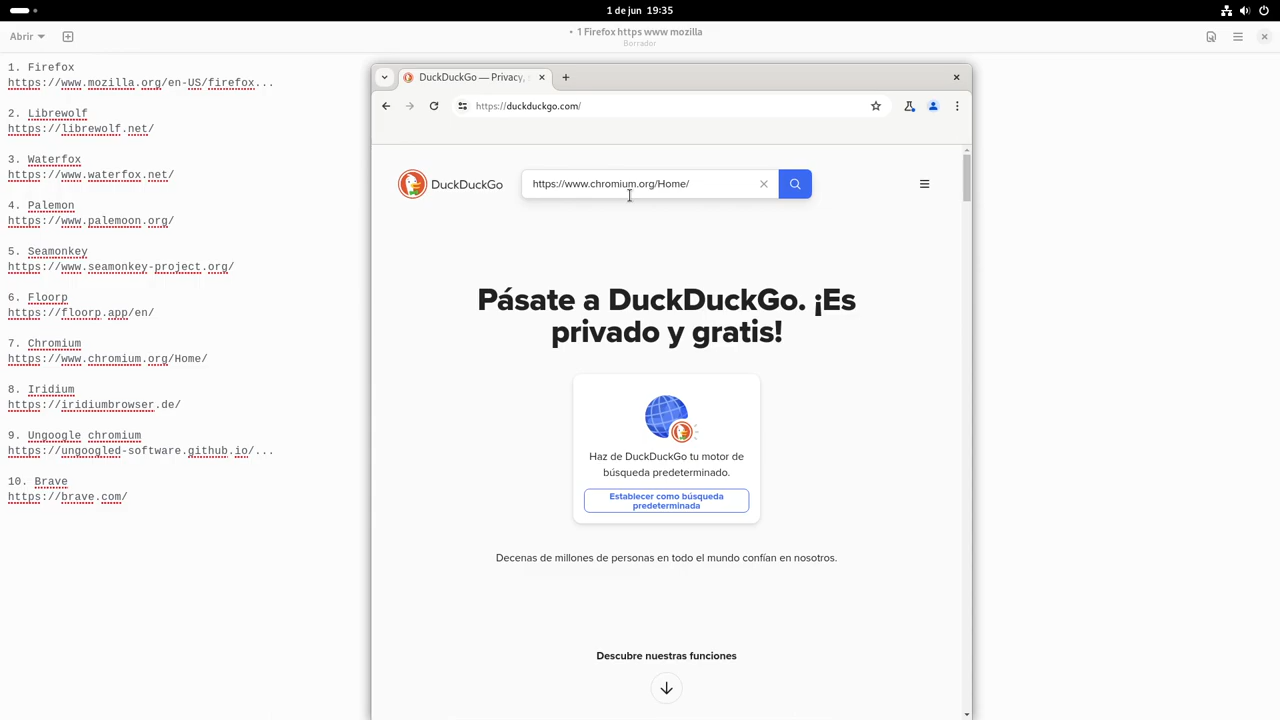 1 de jun 19:35
Abrir
• 1 Firefox https www mozilla
Borrador
1. Firefox
https://www.mozilla.org/en-US/firefox...
2. Librewolf
https://librewolf.net/
3. Waterfox
https://www.waterfox.net/
4. Palemon
https://www.palemoon.org/
5. Seamonkey
https://www.seamonkey-project.org/
6. Floorp
https://floorp.app/en/
7. Chromium
https://www.chromium.org/Home/
8. Iridium
https://iridiumbrowser.de/
9. Ungoogle chromium
https://ungoogled-software.github.io/...
10. Brave
https://brave.com/
DuckDuckGo — Privacy,
https://duckduckgo.com/
DuckDuckGo
https://www.chromium.org/Home/
Pásate a DuckDuckGo. ¡Es
privado y gratis!
Haz de DuckDuckGo tu motor de
búsqueda predeterminado.
Establecer como búsqueda
predeterminada
Decenas de millones de personas en todo el mundo confían en nosotros.
Descubre nuestras funciones